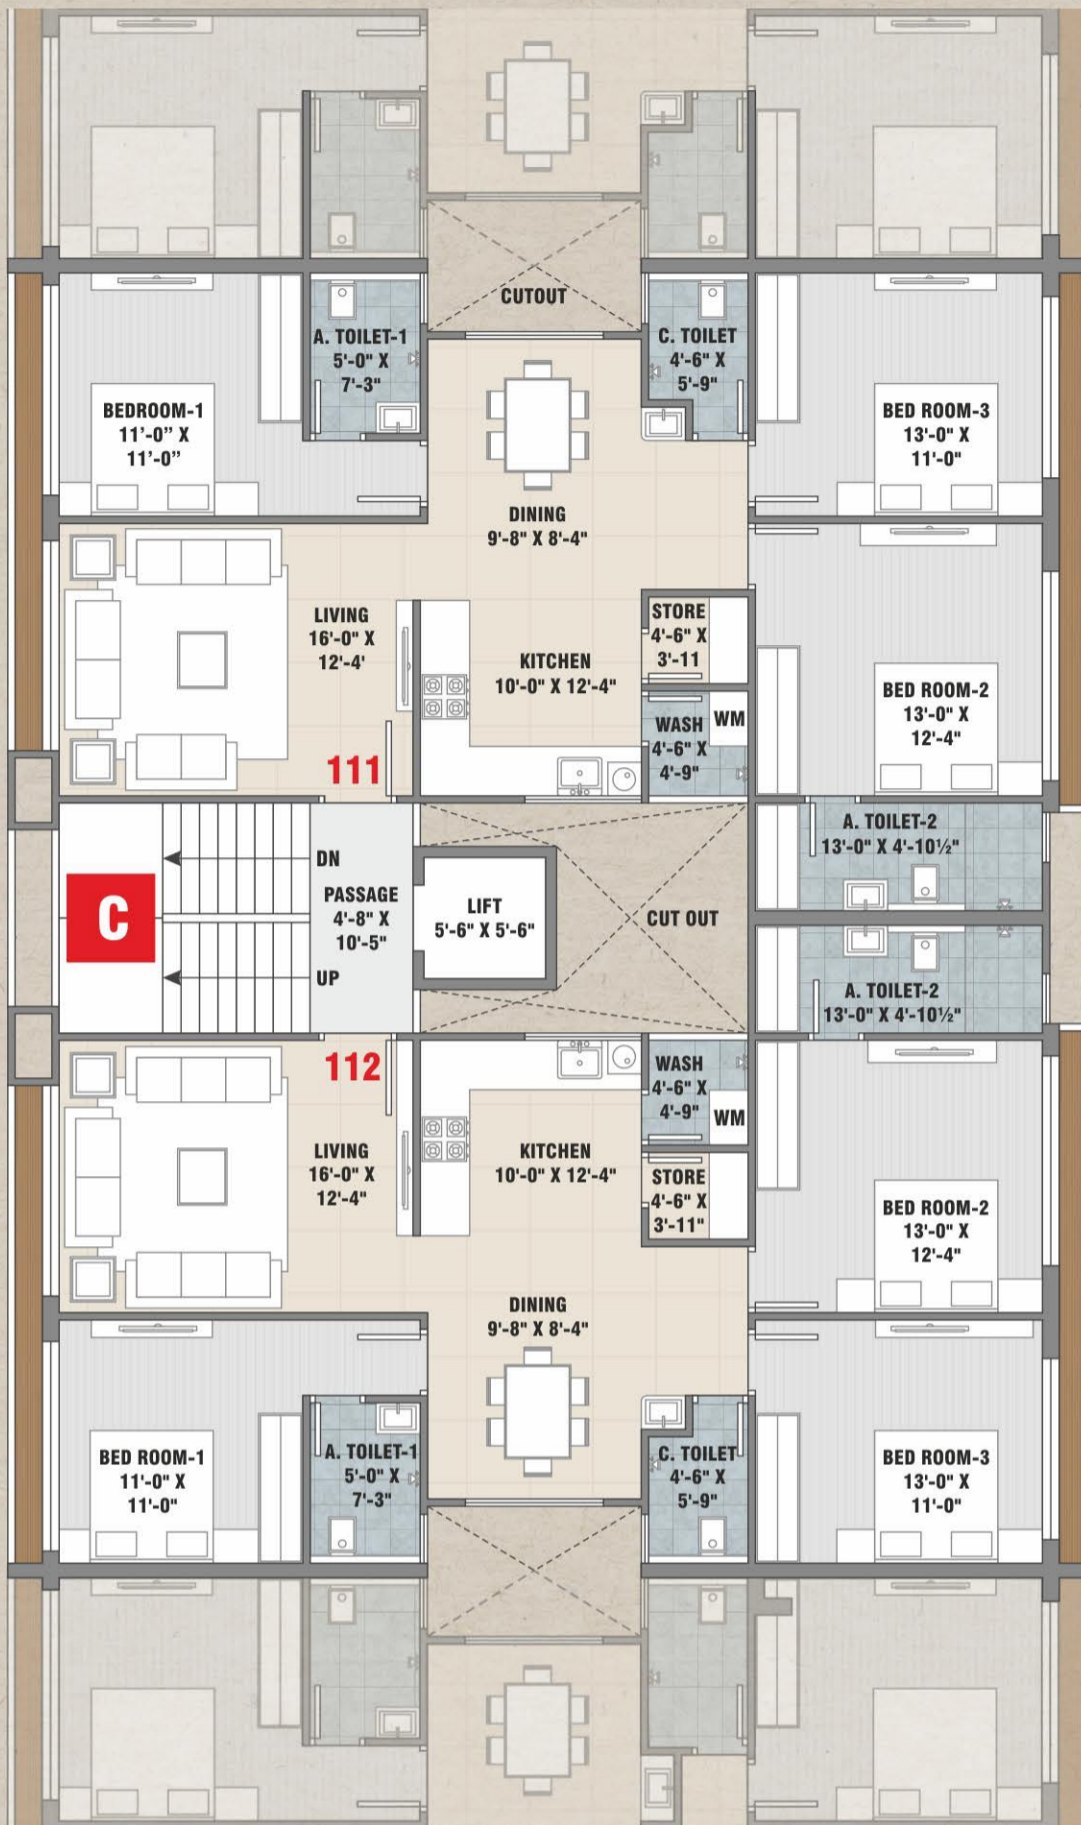 CUTOUT
A. TOILET-1
5'-0" X
7'-3"
C. TOILET
4'-6" X
5'-9"
BEDROOM-1
11’-0” X
11’-0”
BED ROOM-3
13'-0" X
11'-0"
DINING
9'-8" X 8'-4"
LIVING
16'-0" X
12'-4'
STORE
4'-6" X
3'-11
KITCHEN
10'-0" X 12'-4"
BED ROOM-2
13'-0" X
12'-4"
WASH
4'-6" X
4'-9"
WM
111
A. TOILET-2
13'-0" X 4'-10½"
DN
PASSAGE
4'-8" X
10'-5"
UP
C
LIFT
5'-6" X 5'-6"
CUT OUT
A. TOILET-2
13'-0" X 4'-10½"
112
WASH
4'-6" X
4'-9"
WM
LIVING
16'-0" X
12'-4"
KITCHEN
10'-0" X 12'-4"
STORE
4'-6" X
3'-11"
BED ROOM-2
13'-0" X
12'-4"
DINING
9'-8" X 8'-4"
BED ROOM-1
11'-0" X
11'-0"
A. TOILET-1
5'-0" X
7'-3"
C. TOILET
4'-6" X
5'-9"
BED ROOM-3
13'-0" X
11'-0"